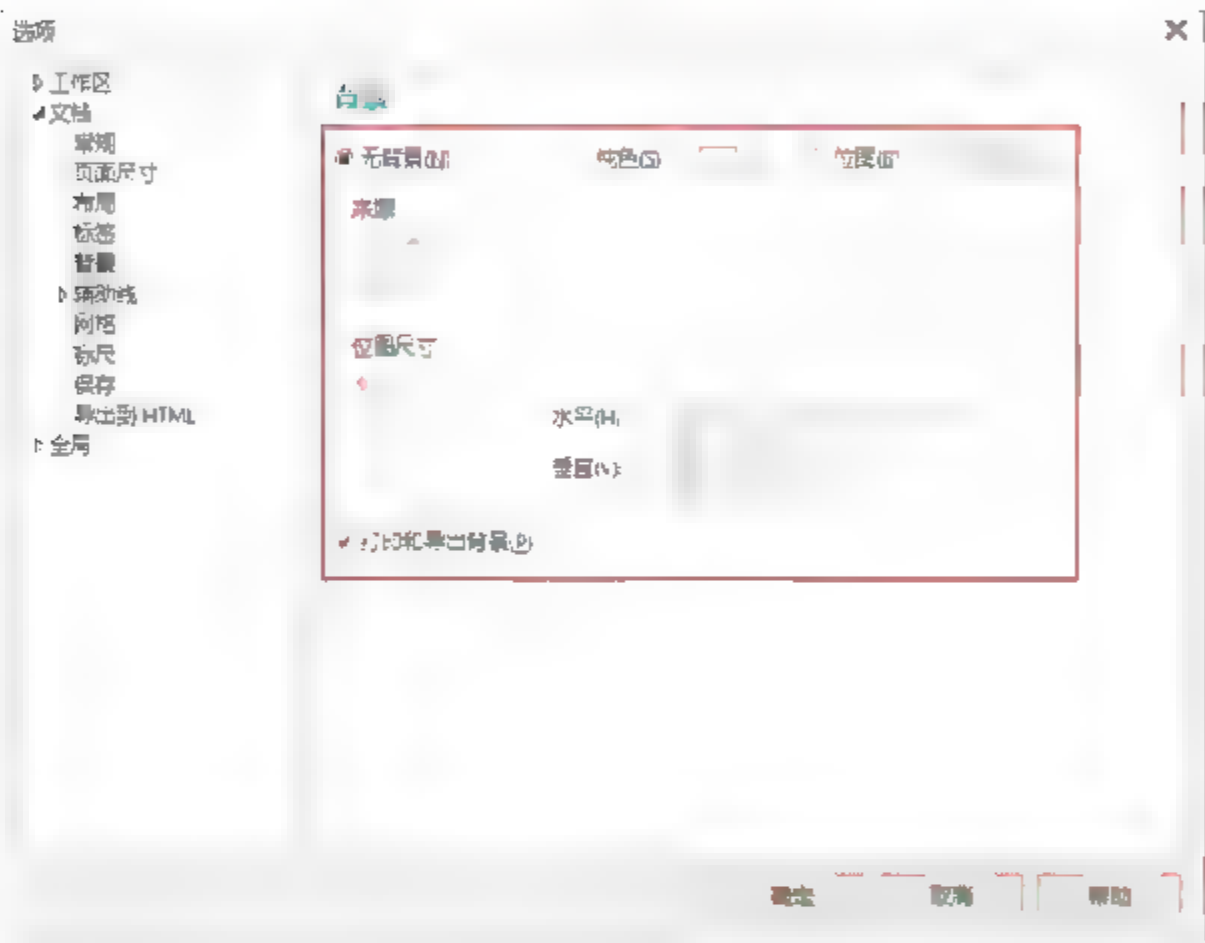 选项
工作区
文档
常规
页面尺寸
布局
标签
背景
辅助线
网格
标尺
保存
导出到 HTML
全局
背景
无背景(N) 纯色(S) 位图(B)
来源
位图尺寸
水平(H)
垂直(V):
打印和导出背景(P)
确定 取消 帮助